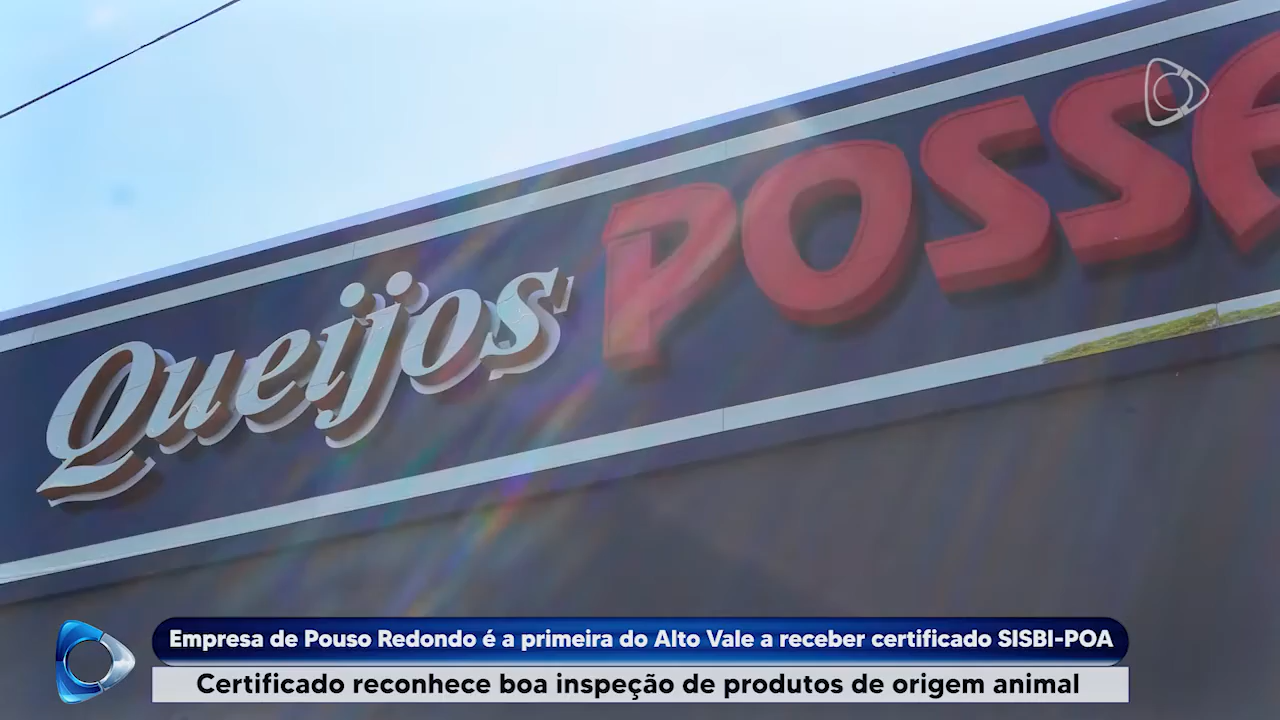 Queijos POSSA
Empresa de Pouso Redondo é a primeira do Alto Vale a receber certificado SISBI-POA
Certificado reconhece boa inspeção de produtos de origem animal